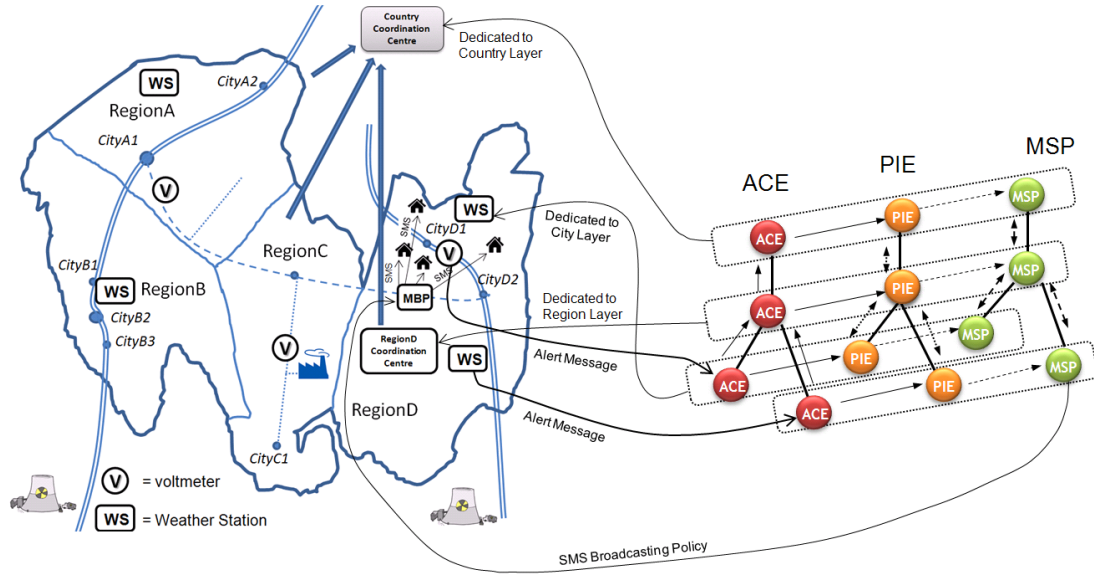 Country
Coordination
Centre
Dedicated to
Country Layer
WS
CityA2
RegionA
CityA1
V
MSP
PIE
ACE
MSP
PIE
ACE
WS
SMS
CityD1
V
Dedicated to
City Layer
RegionC
SMS
SMS
CityD2
CityB1
WS
RegionB
MBP
CityB2
CityB3
Dedicated to
Region Layer
MSP
PIE
ACE
RegionD
Coordination
Centre
WS
V
Alert Message
MSP
PIE
ACE
MSP
PIE
ACE
RegionD
Alert Message
CityC1
V
= voltmeter
WS
= Weather Station
SMS Broadcasting Policy